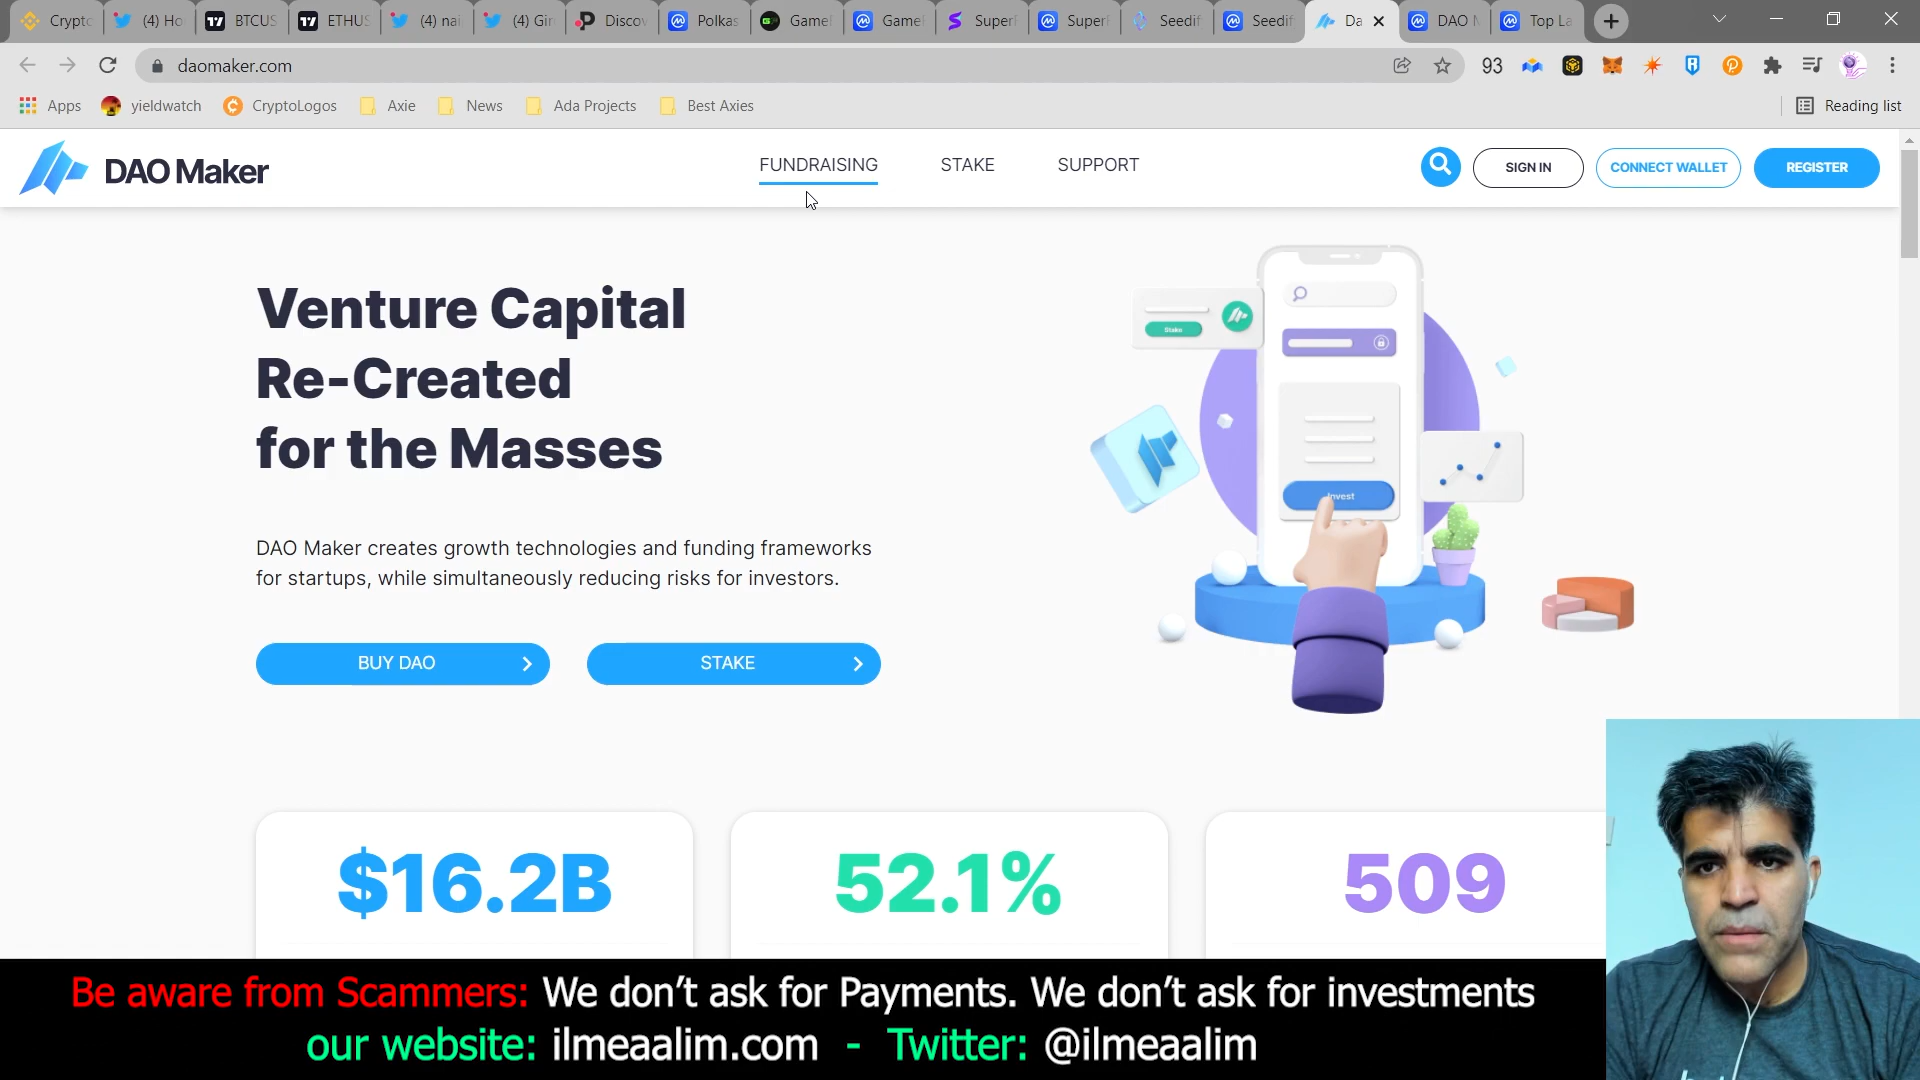 Crypto
(4) Ho
BTCUS
ETHUS
(4) nai
(4) Gin
Discov
Polkas
GameF
GameF
SuperF
SuperF
Seedif
Seedif
Da
DAO M
Top La
daomaker.com
93
Apps
yieldwatch
CryptoLogos
Axie
News
Ada Projects
Best Axies
Reading list
DAO Maker
FUNDRAISING
STAKE
SUPPORT
SIGN IN
CONNECT WALLET
REGISTER
Venture Capital
Re-Created
for the Masses
Stake
Invest
DAO Maker creates growth technologies and funding frameworks
for startups, while simultaneously reducing risks for investors.
BUY DAO
STAKE
$16.2B
52.1%
509
Be aware from Scammers: We don't ask for Payments. We don't ask for investments
our website: ilmeaalim.com - Twitter: @ilmeaalim